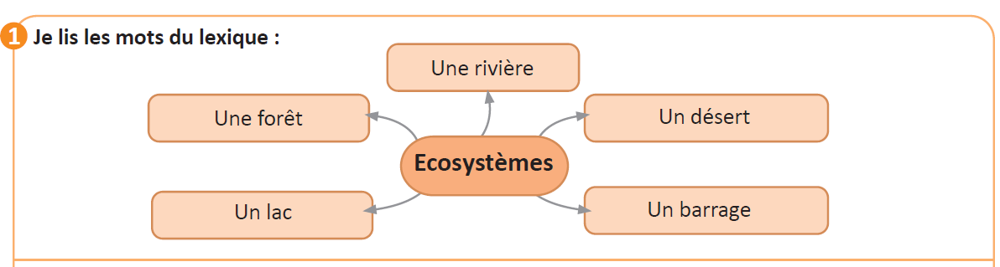 1 Je lis les mots du lexique :
Une rivière
Une forêt
Un désert
Ecosystèmes
Un lac
Un barrage